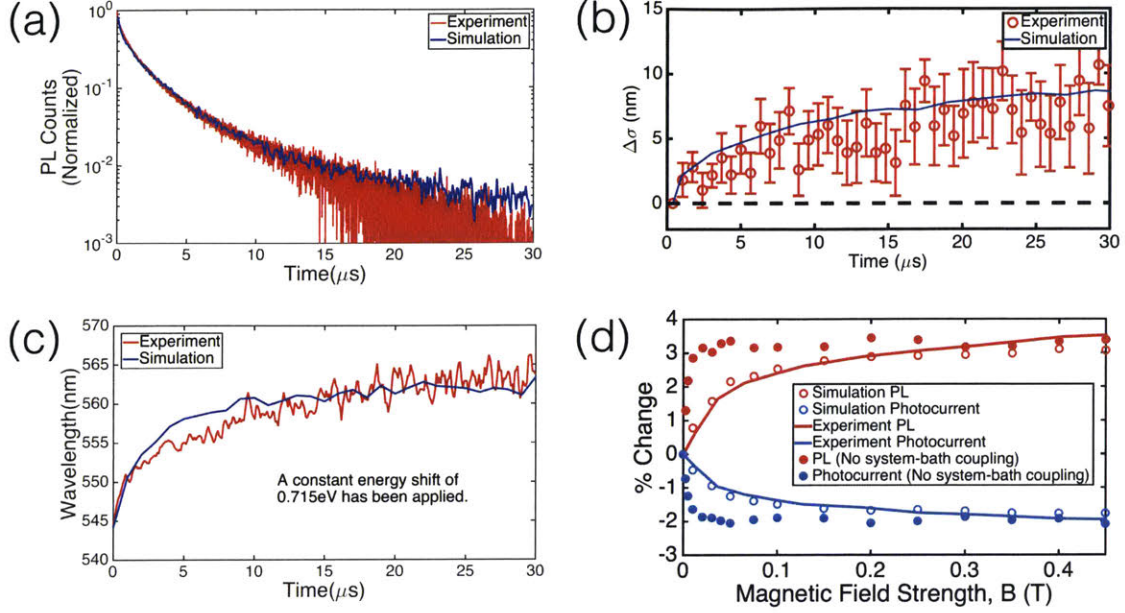 (a)
10⁰
10⁻¹
10⁻²
10⁻³
PL Counts
(Normalized)
Experiment
Simulation
0 5 10 15 20 25 30
Time(μs)
(b)
15
10
5
0
Δσ (nm)
Experiment
Simulation
0 5 10 15 20 25 30
Time (μs)
(c)
570
565
560
555
550
545
540
Wavelength(nm)
Experiment
Simulation
A constant energy shift of
0.715eV has been applied.
0 5 10 15 20 25 30
Time(μs)
(d)
4
3
2
1
0
-1
-2
-3
% Change
Simulation PL
Simulation Photocurrent
Experiment PL
Experiment Photocurrent
PL (No system-bath coupling)
Photocurrent (No system-bath coupling)
0 0.1 0.2 0.3 0.4
Magnetic Field Strength, B (T)